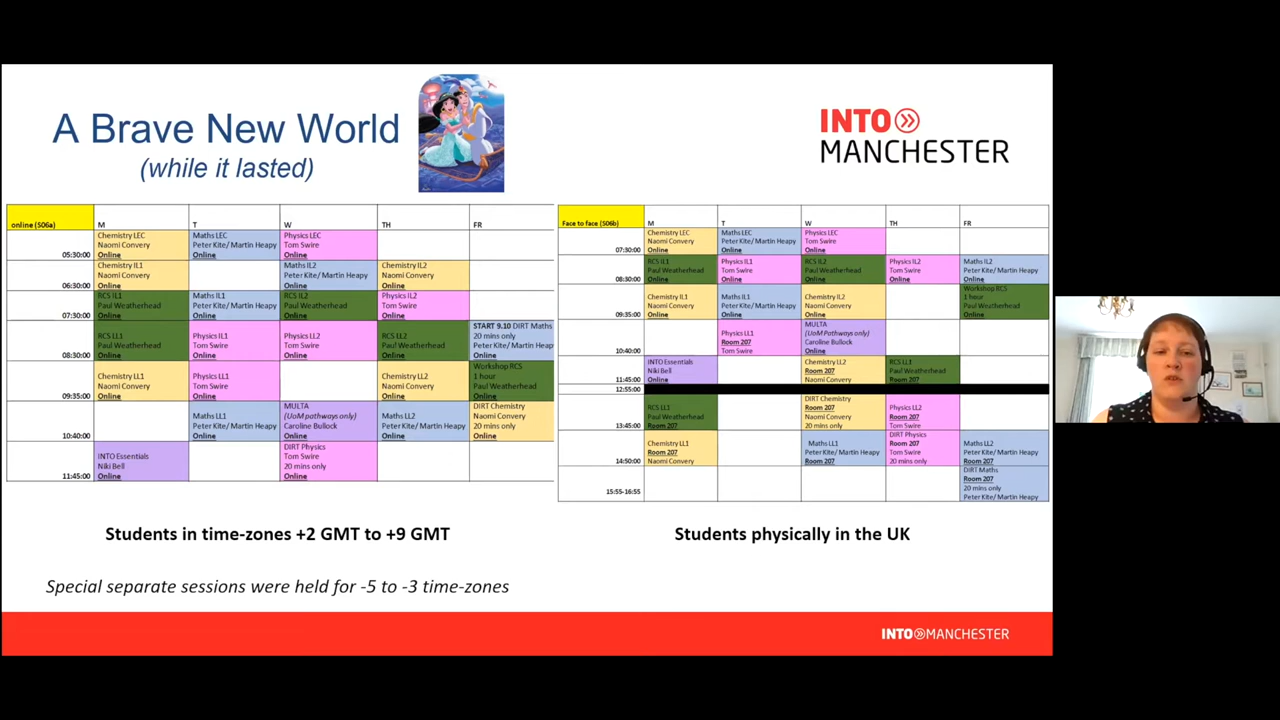 A Brave New World
(while it lasted)
INTO
MANCHESTER
online (S06a)
M
T
W
TH
FR
05:30:00
Chemistry LEC
Naomi Convery
Online
Maths LEC
Peter Kite/ Martin Heapy
Online
Physics LEC
Tom Swire
Online
06:30:00
Chemistry IL1
Naomi Convery
Online
Maths IL2
Peter Kite/ Martin Heapy
Online
Chemistry IL2
Naomi Convery
Online
07:30:00
RCS IL1
Paul Weatherhead
Online
Maths IL1
Peter Kite/ Martin Heapy
Online
RCS IL2
Paul Weatherhead
Online
Physics IL2
Tom Swire
Online
08:30:00
RCS LL1
Paul Weatherhead
Online
Physics IL1
Tom Swire
Online
Physics LL2
Tom Swire
Online
RCS LL2
Paul Weatherhead
Online
START 9.10 DIRT Maths
20 mins only
Peter Kite/ Martin Heap
Online
09:35:00
Chemistry LL1
Naomi Convery
Online
Physics LL1
Tom Swire
Online
Chemistry LL2
Naomi Convery
Online
Workshop RCS
1 hour
Paul Weatherhead
Online
10:40:00
Maths LL1
Peter Kite/ Martin Heapy
Online
MULTA
(UoM pathways only)
Caroline Bullock
Online
Maths LL2
Peter Kite/ Martin Heapy
Online
DIRT Chemistry
Naomi Convery
20 mins only
Online
11:45:00
INTO Essentials
Niki Bell
Online
DIRT Physics
Tom Swire
20 mins only
Online
Face to face (S06b)
M
T
W
TH
FR
07:30:00
Chemistry LEC
Naomi Convery
Online
Maths LEC
Peter Kite/ Martin Heapy
Online
Physics LEC
Tom Swire
Online
08:30:00
RCS IL1
Paul Weatherhead
Online
Physics IL1
Tom Swire
Online
RCS IL2
Paul Weatherhead
Online
Physics IL2
Tom Swire
Online
Maths IL2
Peter Kite/ Martin Heapy
Online
09:35:00
Chemistry IL1
Naomi Convery
Online
Maths IL1
Peter Kite/ Martin Heapy
Online
Chemistry IL2
Naomi Convery
Online
Workshop RCS
1 hour
Paul Weatherhead
Online
10:40:00
Physics LL1
Room 207
Tom Swire
MULTA
(UoM Pathways only)
Caroline Bullock
Online
11:45:00
INTO Essentials
Niki Bell
Online
Chemistry LL2
Room 207
Naomi Convery
RCS LL1
Paul Weatherhead
Room 207
12:55:00
13:45:00
RCS LL1
Paul Weatherhead
Room 207
DIRT Chemistry
Room 207
Naomi Convery
20 mins only
Physics LL2
Room 207
Tom Swire
14:50:00
Chemistry LL1
Room 207
Naomi Convery
Maths LL1
Peter Kite/ Martin Heapy
Room 207
DIRT Physics
Room 207
Tom Swire
20 mins only
Maths LL2
Peter Kite/ Martin Heapy
Room 207
15:55-16:55
DIRT Maths
Room 207
20 mins only
Peter Kite/ Martin Heapy
Students in time-zones +2 GMT to +9 GMT
Students physically in the UK
Special separate sessions were held for -5 to -3 time-zones
INTO MANCHESTER